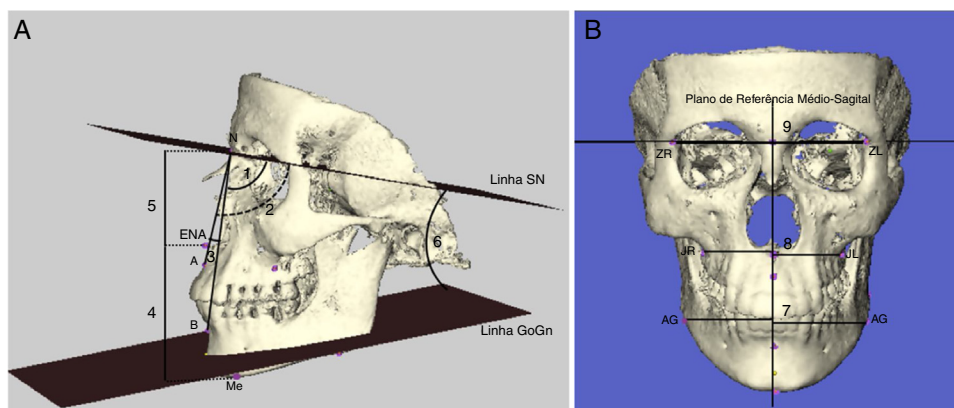 A
N
1
Linha SN
2
5
ENA
3
6
A
4
B
Linha GoGn
Me
B
Plano de Referência Médio-Sagital
9
ZR
ZL
8
JR
JL
7
AG
AG